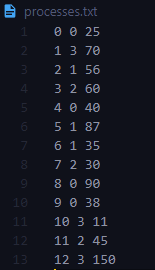 processes.txt
1 0 0 25
2 1 3 70
3 2 1 56
4 3 2 60
5 4 0 40
6 5 1 87
7 6 1 35
8 7 2 30
9 8 0 90
10 9 0 38
11 10 3 11
12 11 2 45
13 12 3 150